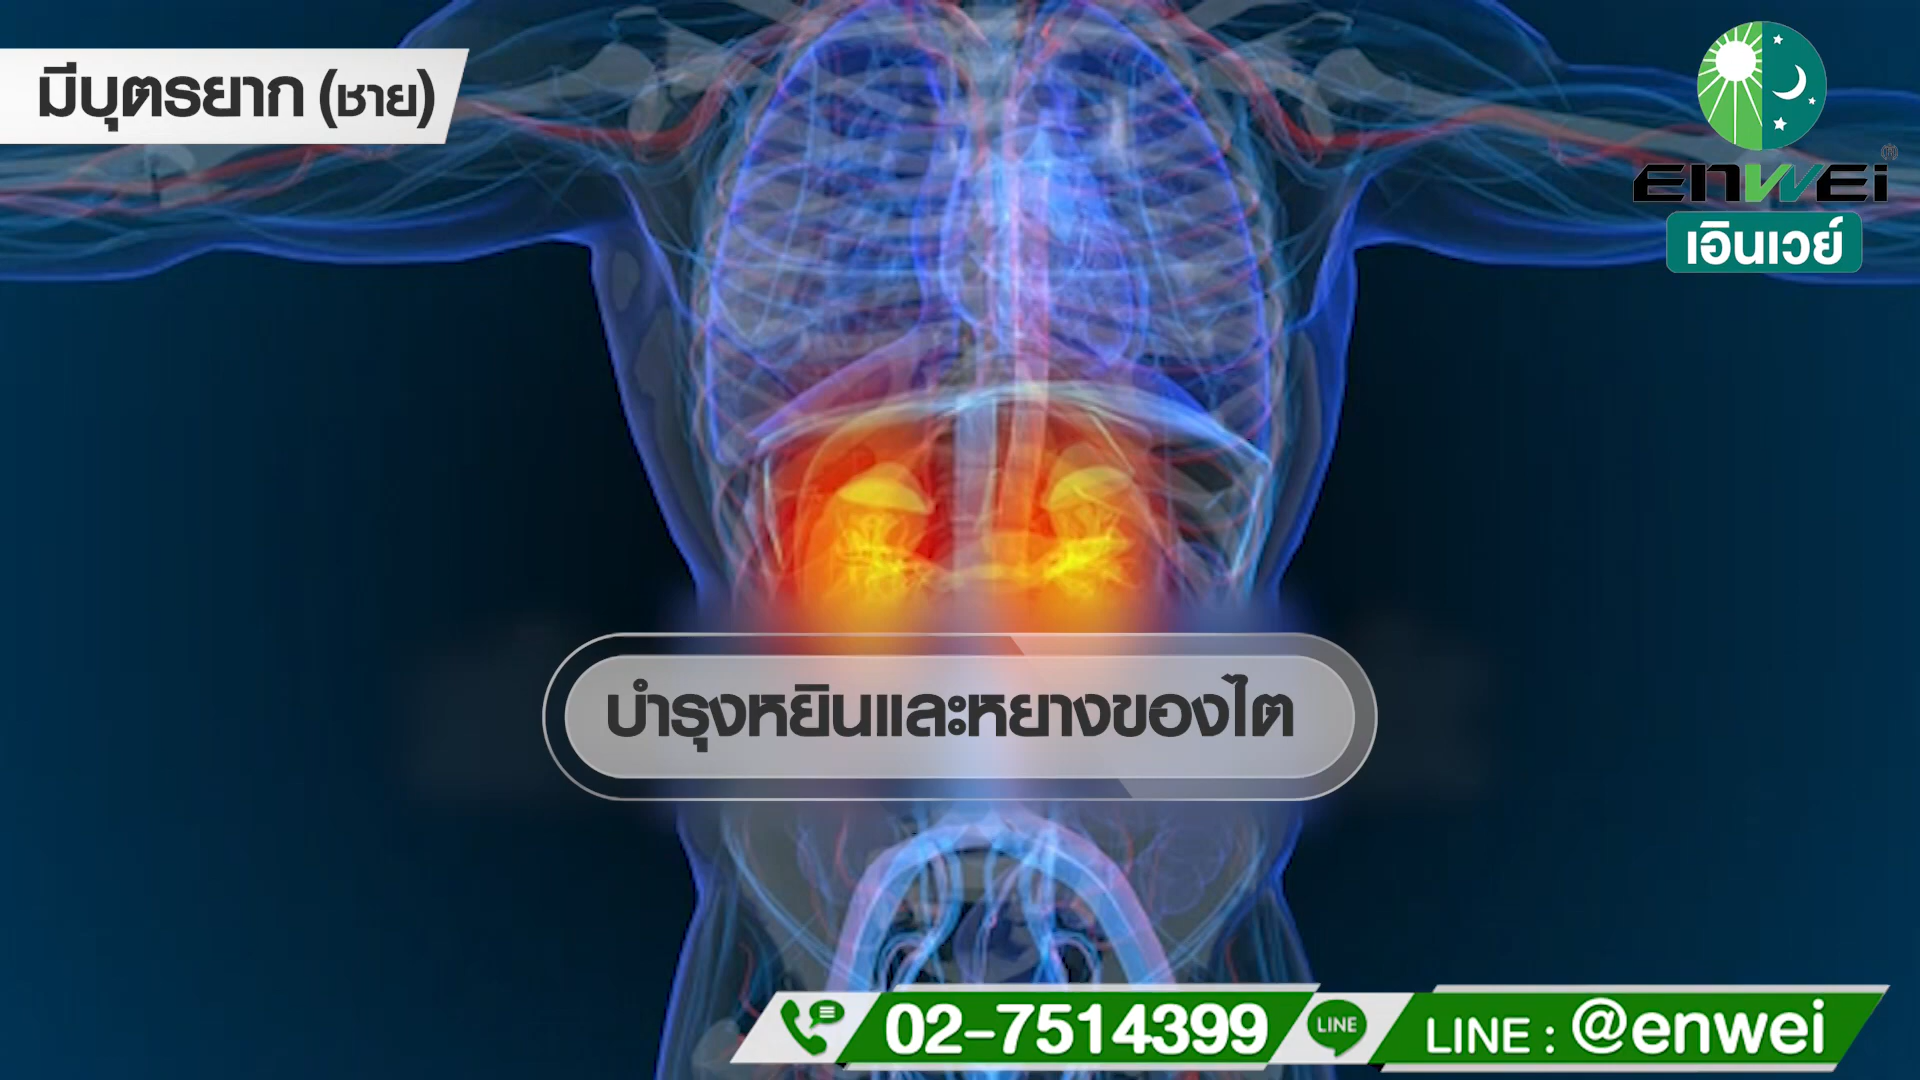 มีบุตรยาก (ชาย)
enwei
เอินเวย์
บำรุงหยินและหยางของไต
02-7514399
LINE
LINE : @enwei